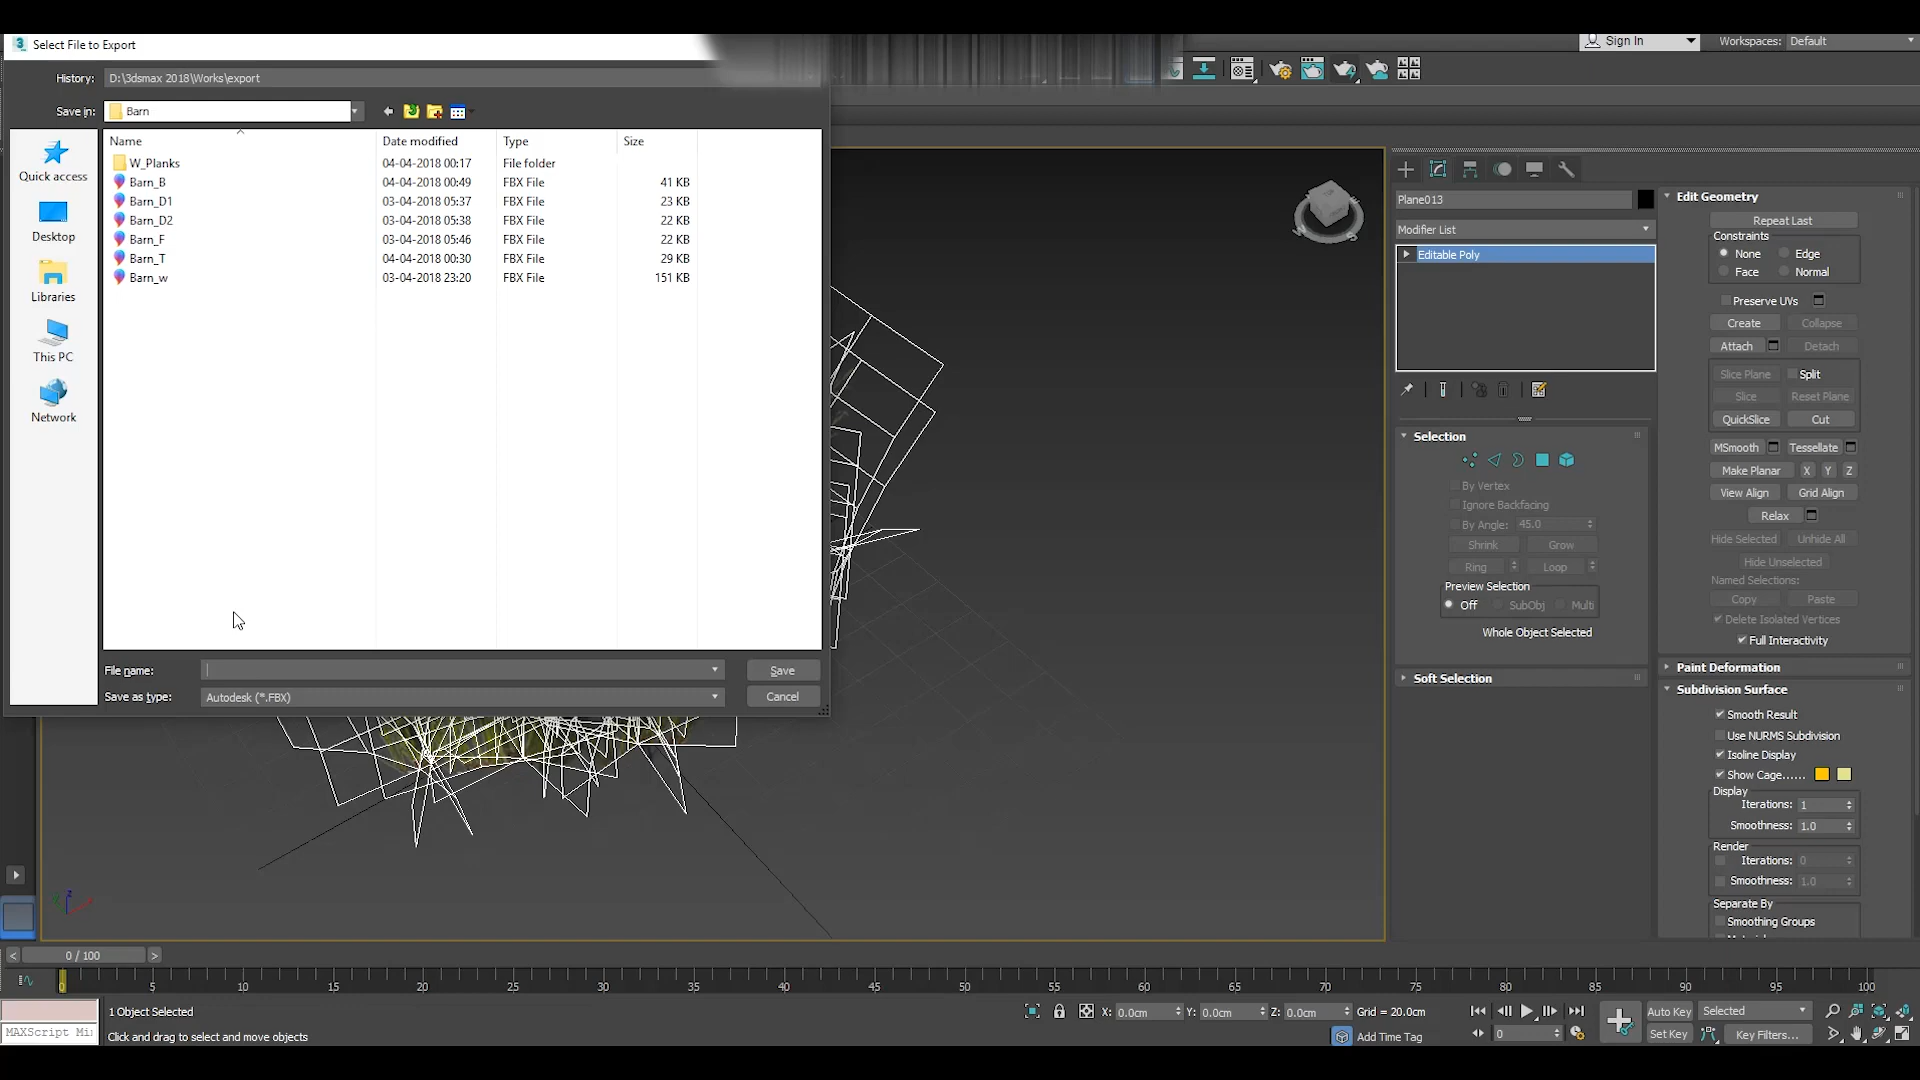 Select File to Export
Sign In
Workspaces: Default
History: D:\3dsmax 2018\Works\export
Save in: Barn
Name Date modified Type Size
W_Planks 04-04-2018 00:17 File folder
Barn_B 04-04-2018 00:49 FBX File 41 KB
Barn_D1 03-04-2018 05:37 FBX File 23 KB
Barn_D2 03-04-2018 05:38 FBX File 22 KB
Barn_F 03-04-2018 05:46 FBX File 22 KB
Barn_T 04-04-2018 00:30 FBX File 29 KB
Barn_w 03-04-2018 23:20 FBX File 151 KB
Quick access
Desktop
Libraries
This PC
Network
File name:
Save
Save as type: Autodesk (*.FBX)
Cancel
Plane013
Modifier List
Editable Poly
Selection
By Vertex
Ignore Backfacing
By Angle: 45.0
Shrink Grow
Ring Loop
Preview Selection
Off SubObj Multi
Whole Object Selected
Soft Selection
Edit Geometry
Repeat Last
Constraints
None Edge
Face Normal
Preserve UVs
Create Collapse
Attach Detach
Slice Plane Split
Slice Reset Plane
QuickSlice Cut
MSmooth Tessellate
Make Planar X Y Z
View Align Grid Align
Relax
Hide Selected Unhide All
Hide Unselected
Named Selections:
Copy Paste
Delete Isolated Vertices
Full Interactivity
Paint Deformation
Subdivision Surface
Smooth Result
Use NURMS Subdivision
Isoline Display
Show Cage......
Display
Iterations: 1
Smoothness: 1.0
Render
Iterations: 0
Smoothness: 1.0
Separate By
Smoothing Groups
< 0 / 100 >
0 5 10 15 20 25 30 35 40 45 50 55 60 65 70 75 80 85 90 95 100
1 Object Selected
X: 0.0cm Y: 0.0cm Z: 0.0cm Grid = 20.0cm
Auto Key Selected
MAXScript Mi
Click and drag to select and move objects
Add Time Tag
0
Set Key Key Filters...